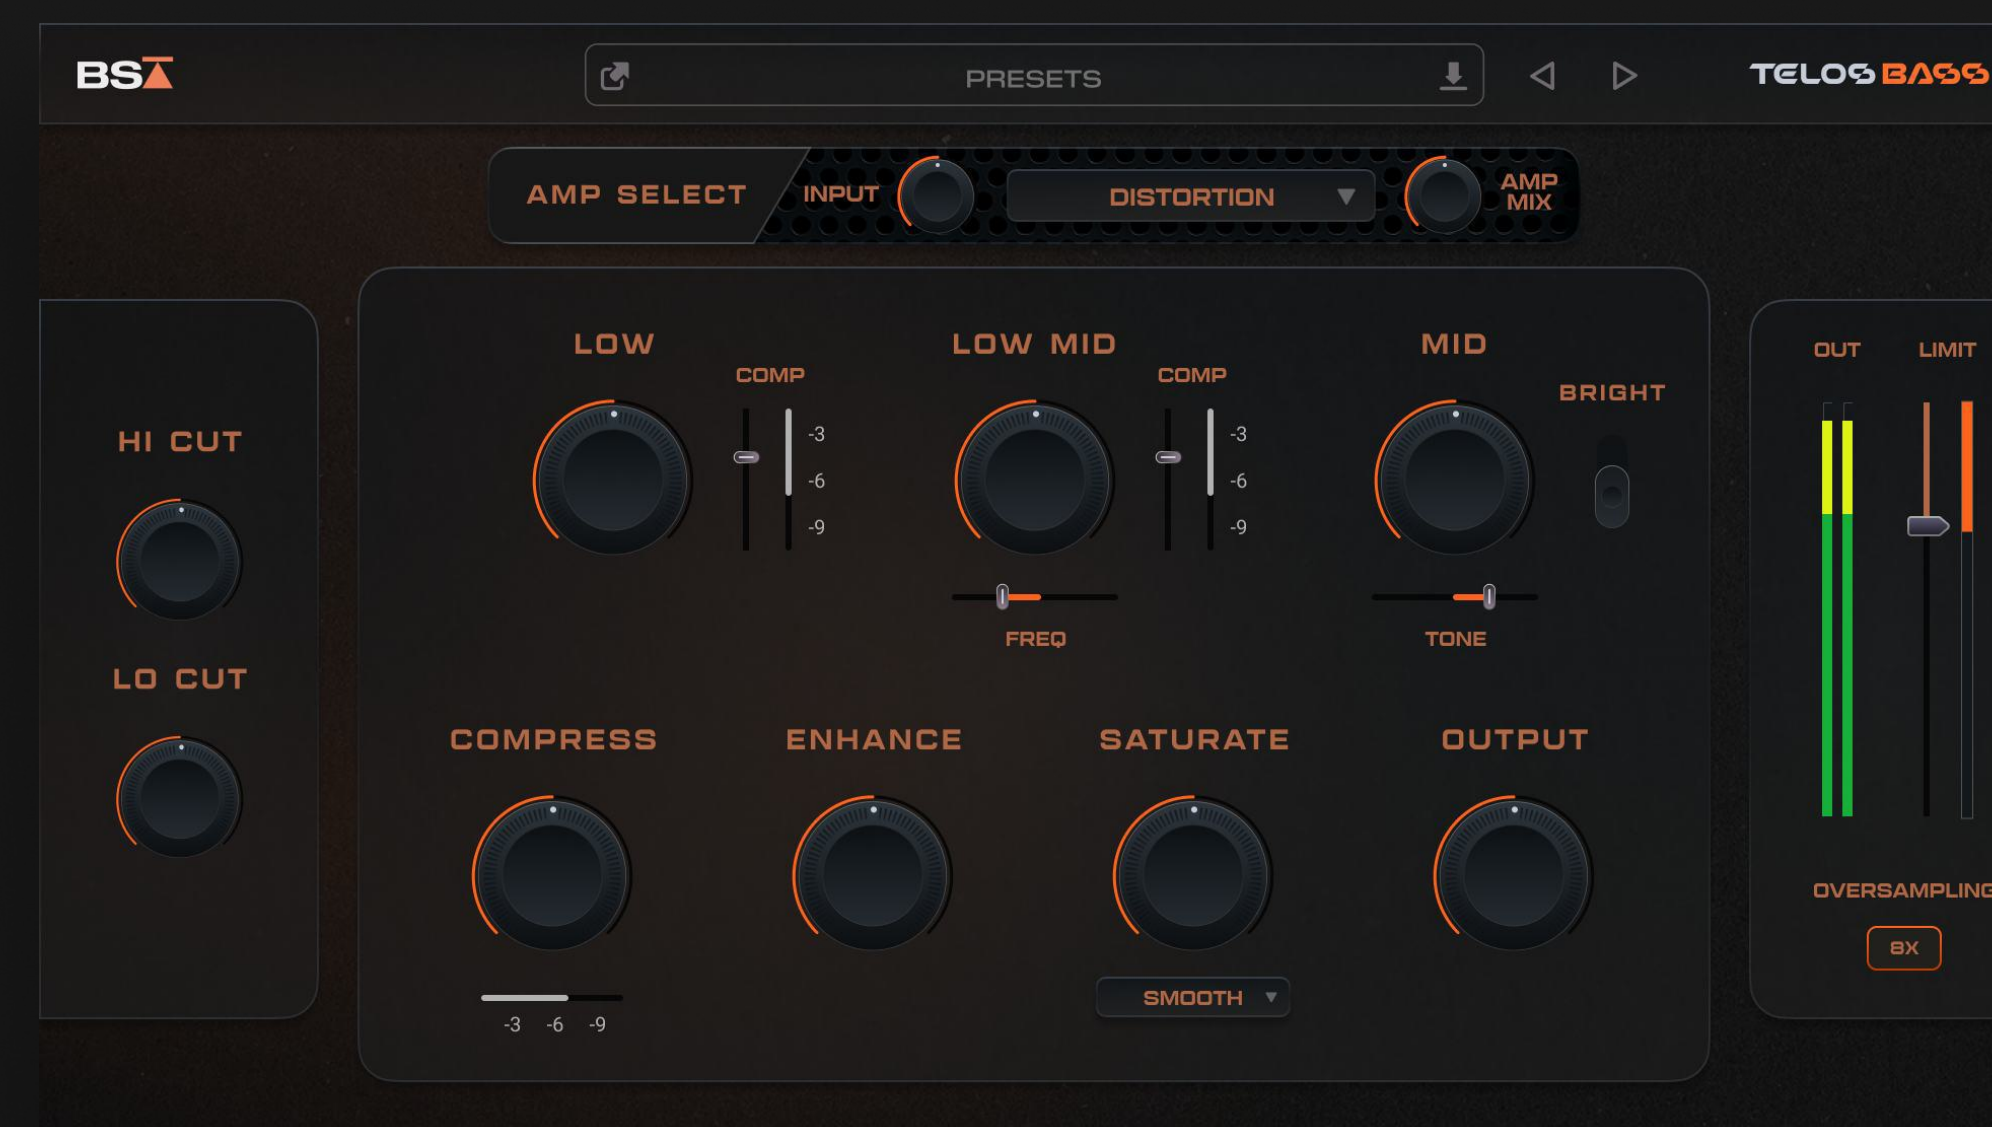 BSA
PRESETS
TELOS BASS
AMP SELECT
INPUT
DISTORTION
AMP
MIX
LOW
COMP
-3
-6
-9
LOW MID
COMP
-3
-6
-9
FREQ
MID
BRIGHT
TONE
HI CUT
LO CUT
OUT
LIMIT
COMPRESS
-3 -6 -9
ENHANCE
SATURATE
SMOOTH
OUTPUT
OVERSAMPLING
8X